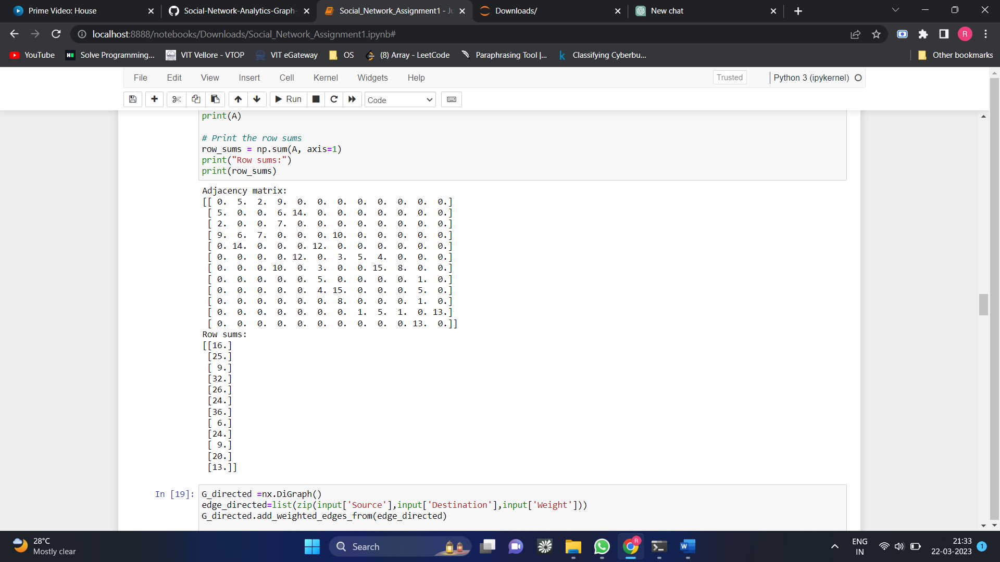 Prime Video: House
Social-Network-Analytics-Graph-
Social_Network_Assignment1 - Ju
Downloads/
New chat
localhost:8888/notebooks/Downloads/Social_Network_Assignment1.ipynb#
R
YouTube
Solve Programming...
VIT Vellore - VTOP
VIT eGateway
OS
(8) Array - LeetCode
Paraphrasing Tool |...
Classifying Cyberbu...
Other bookmarks
File Edit View Insert Cell Kernel Widgets Help
Trusted
Python 3 (ipykernel)
Run
Code
print(A)
# Print the row sums
row_sums = np.sum(A, axis=1)
print("Row sums:")
print(row_sums)
Adjacency matrix:
[[ 0.  5.  2.  9.  0.  0.  0.  0.  0.  0.  0.  0.]
 [ 5.  0.  0.  6. 14.  0.  0.  0.  0.  0.  0.  0.]
 [ 2.  0.  0.  7.  0.  0.  0.  0.  0.  0.  0.  0.]
 [ 9.  6.  7.  0.  0.  0. 10.  0.  0.  0.  0.  0.]
 [ 0. 14.  0.  0.  0. 12.  0.  0.  0.  0.  0.  0.]
 [ 0.  0.  0.  0. 12.  0.  3.  5.  4.  0.  0.  0.]
 [ 0.  0.  0. 10.  0.  3.  0.  0. 15.  8.  0.  0.]
 [ 0.  0.  0.  0.  0.  5.  0.  0.  0.  0.  1.  0.]
 [ 0.  0.  0.  0.  0.  4. 15.  0.  0.  0.  5.  0.]
 [ 0.  0.  0.  0.  0.  0.  8.  0.  0.  0.  1.  0.]
 [ 0.  0.  0.  0.  0.  0.  0.  1.  5.  1.  0. 13.]
 [ 0.  0.  0.  0.  0.  0.  0.  0.  0.  0. 13.  0.]]
Row sums:
[[16.]
 [25.]
 [ 9.]
 [32.]
 [26.]
 [24.]
 [36.]
 [ 6.]
 [24.]
 [ 9.]
 [20.]
 [13.]]
In [19]:
G_directed =nx.DiGraph()
edge_directed=list(zip(input['Source'],input['Destination'],input['Weight']))
G_directed.add_weighted_edges_from(edge_directed)
28°C
Mostly clear
Search
R
W
ENG
IN
21:33
22-03-2023
1